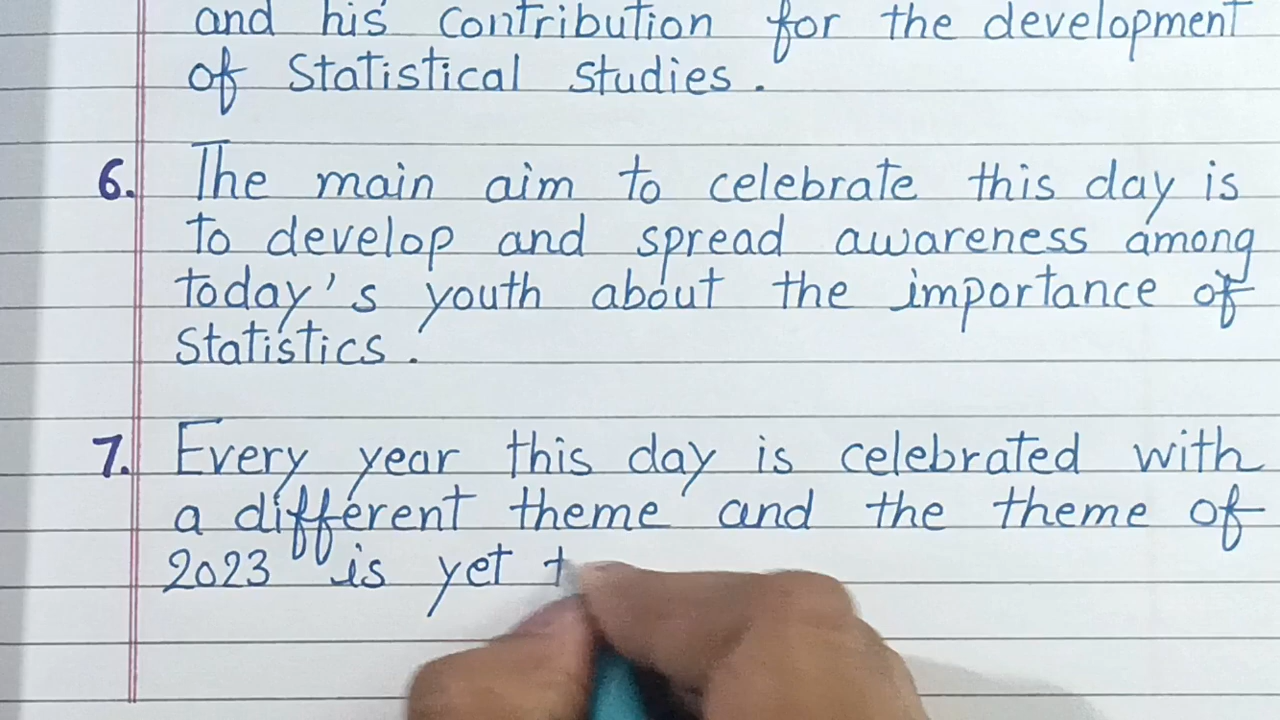 and his contribution for the development
of Statistical Studies.
6. The main aim to celebrate this day is
to develop and spread awareness among
today's youth about the importance of
Statistics.
7. Every year this day is celebrated with
a different theme and the theme of
2023 is yet t